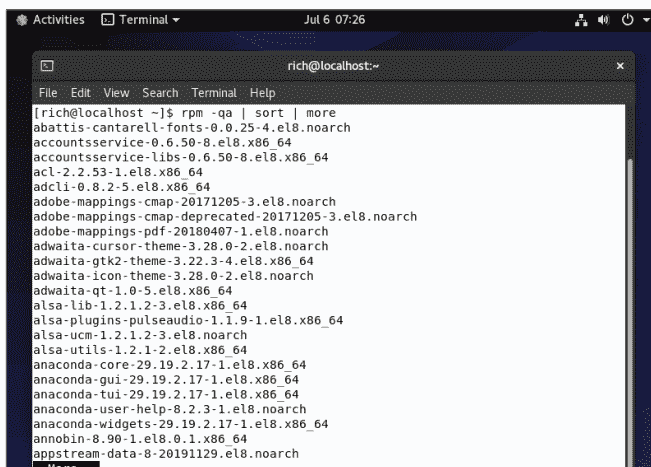 Activities Terminal Jul 6 07:26
rich@localhost:~
File Edit View Search Terminal Help
[rich@localhost ~]$ rpm -qa | sort | more
abattis-cantarell-fonts-0.0.25-4.el8.noarch
accountsservice-0.6.50-8.el8.x86_64
accountsservice-libs-0.6.50-8.el8.x86_64
acl-2.2.53-1.el8.x86_64
adcli-0.8.2-5.el8.x86_64
adobe-mappings-cmap-20171205-3.el8.noarch
adobe-mappings-cmap-deprecated-20171205-3.el8.noarch
adobe-mappings-pdf-20180407-1.el8.noarch
adwaita-cursor-theme-3.28.0-2.el8.noarch
adwaita-gtk2-theme-3.22.3-4.el8.x86_64
adwaita-icon-theme-3.28.0-2.el8.noarch
adwaita-qt-1.0-5.el8.x86_64
alsa-lib-1.2.1.2-3.el8.x86_64
alsa-plugins-pulseaudio-1.1.9-1.el8.x86_64
alsa-ucm-1.2.1.2-3.el8.noarch
alsa-utils-1.2.1-2.el8.x86_64
anaconda-core-29.19.2.17-1.el8.x86_64
anaconda-gui-29.19.2.17-1.el8.x86_64
anaconda-tui-29.19.2.17-1.el8.x86_64
anaconda-user-help-8.2.3-1.el8.noarch
anaconda-widgets-29.19.2.17-1.el8.x86_64
annobin-8.90-1.el8.0.1.x86_64
appstream-data-8-20191129.el8.noarch